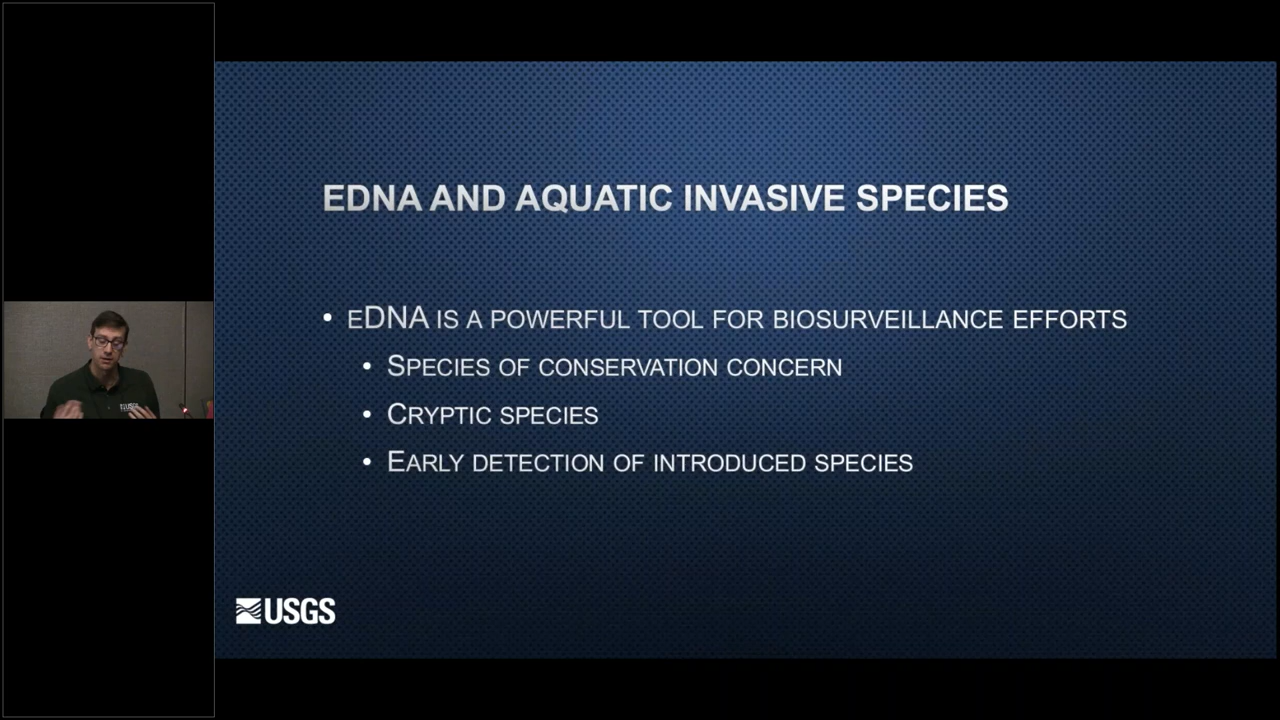 EDNA AND AQUATIC INVASIVE SPECIES
• eDNA IS A POWERFUL TOOL FOR BIOSURVEILLANCE EFFORTS
• SPECIES OF CONSERVATION CONCERN
• CRYPTIC SPECIES
• EARLY DETECTION OF INTRODUCED SPECIES
USGS